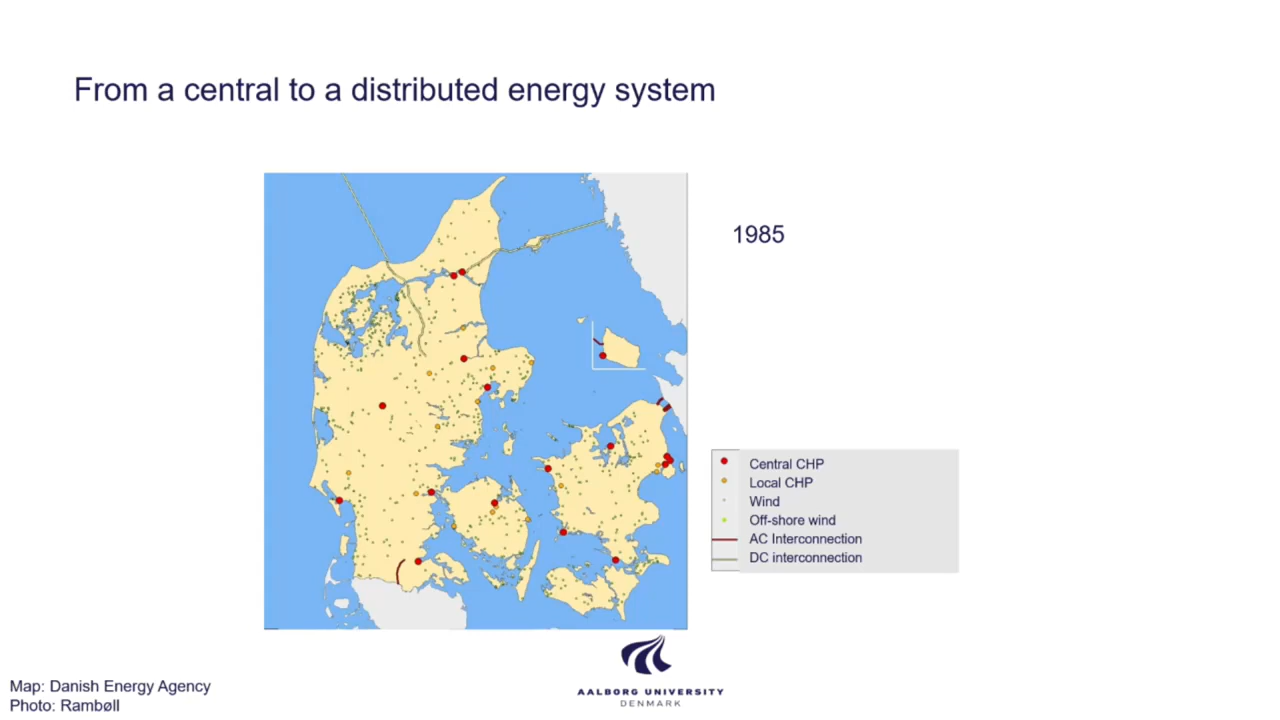 From a central to a distributed energy system
1985
Central CHP
Local CHP
Wind
Off-shore wind
AC Interconnection
DC interconnection
AALBORG UNIVERSITY
DENMARK
Map: Danish Energy Agency
Photo: Rambøll